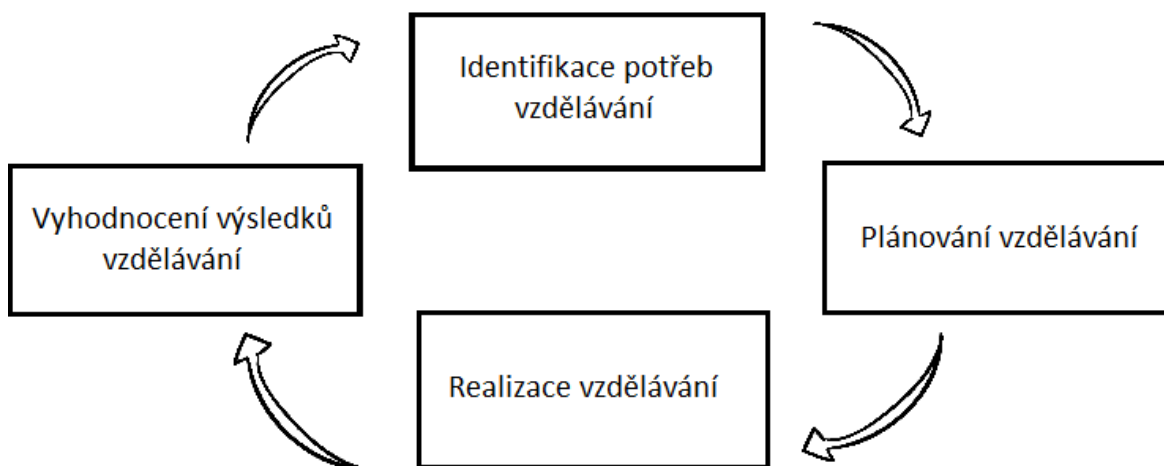 Identifikace potřeb
vzdělávání
Plánování vzdělávání
Realizace vzdělávání
Vyhodnocení výsledků
vzdělávání